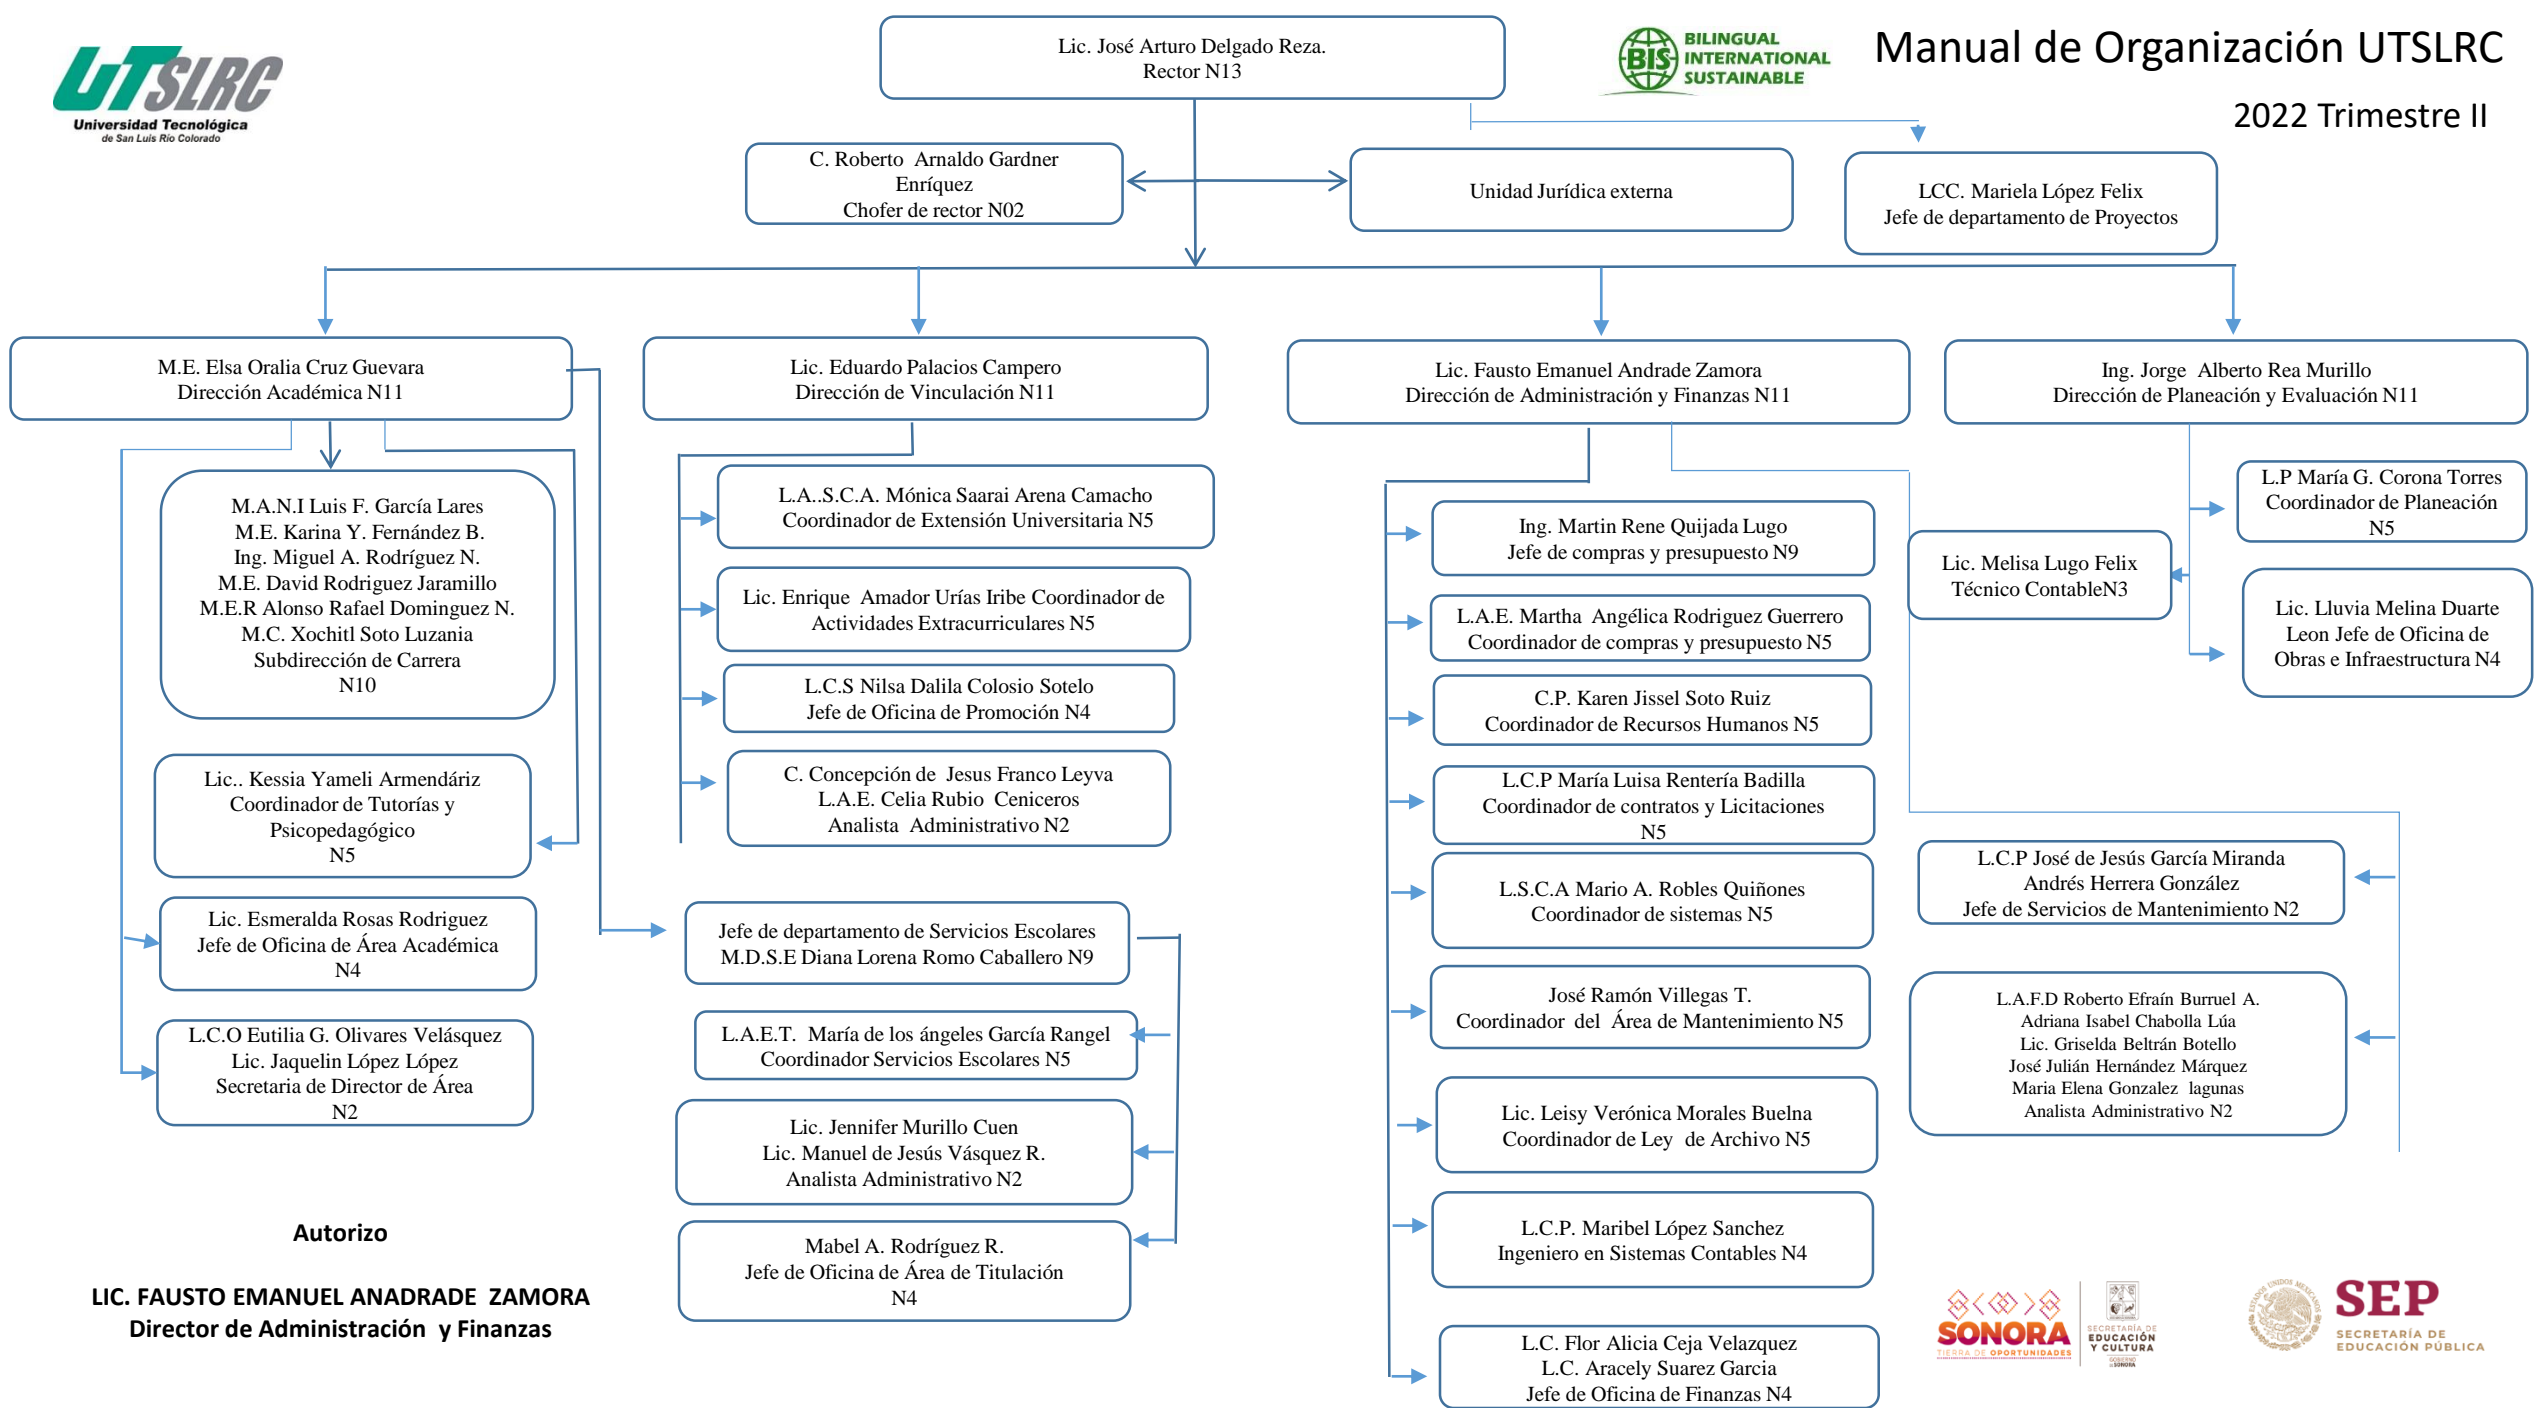 UTSLRC
Universidad Tecnológica
de San Luis Río Colorado
Lic. José Arturo Delgado Reza.
Rector N13
BIS
BILINGUAL
INTERNATIONAL
SUSTAINABLE
Manual de Organización UTSLRC
2022 Trimestre II
C. Roberto Arnaldo Gardner
Enríquez
Chofer de rector N02
Unidad Jurídica externa
LCC. Mariela López Felix
Jefe de departamento de Proyectos
M.E. Elsa Oralia Cruz Guevara
Dirección Académica N11
Lic. Eduardo Palacios Campero
Dirección de Vinculación N11
Lic. Fausto Emanuel Andrade Zamora
Dirección de Administración y Finanzas N11
Ing. Jorge Alberto Rea Murillo
Dirección de Planeación y Evaluación N11
M.A.N.I Luis F. García Lares
M.E. Karina Y. Fernández B.
Ing. Miguel A. Rodríguez N.
M.E. David Rodriguez Jaramillo
M.E.R Alonso Rafael Dominguez N.
M.C. Xochitl Soto Luzania
Subdirección de Carrera
N10
Lic.. Kessia Yameli Armendáriz
Coordinador de Tutorías y
Psicopedagógico
N5
Lic. Esmeralda Rosas Rodriguez
Jefe de Oficina de Área Académica
N4
L.C.O Eutilia G. Olivares Velásquez
Lic. Jaquelin López López
Secretaria de Director de Área
N2
L.A..S.C.A. Mónica Saarai Arena Camacho
Coordinador de Extensión Universitaria N5
Lic. Enrique Amador Urías Iribe Coordinador de
Actividades Extracurriculares N5
L.C.S Nilsa Dalila Colosio Sotelo
Jefe de Oficina de Promoción N4
C. Concepción de Jesus Franco Leyva
L.A.E. Celia Rubio Ceniceros
Analista Administrativo N2
Jefe de departamento de Servicios Escolares
M.D.S.E Diana Lorena Romo Caballero N9
L.A.E.T. María de los ángeles García Rangel
Coordinador Servicios Escolares N5
Lic. Jennifer Murillo Cuen
Lic. Manuel de Jesús Vásquez R.
Analista Administrativo N2
Mabel A. Rodríguez R.
Jefe de Oficina de Área de Titulación
N4
Ing. Martin Rene Quijada Lugo
Jefe de compras y presupuesto N9
L.A.E. Martha Angélica Rodriguez Guerrero
Coordinador de compras y presupuesto N5
C.P. Karen Jissel Soto Ruiz
Coordinador de Recursos Humanos N5
L.C.P María Luisa Rentería Badilla
Coordinador de contratos y Licitaciones
N5
L.S.C.A Mario A. Robles Quiñones
Coordinador de sistemas N5
José Ramón Villegas T.
Coordinador del Área de Mantenimiento N5
Lic. Leisy Verónica Morales Buelna
Coordinador de Ley de Archivo N5
L.C.P. Maribel López Sanchez
Ingeniero en Sistemas Contables N4
L.C. Flor Alicia Ceja Velazquez
L.C. Aracely Suarez Garcia
Jefe de Oficina de Finanzas N4
L.P María G. Corona Torres
Coordinador de Planeación
N5
Lic. Melisa Lugo Felix
Técnico ContableN3
Lic. Lluvia Melina Duarte
Leon Jefe de Oficina de
Obras e Infraestructura N4
L.C.P José de Jesús García Miranda
Andrés Herrera González
Jefe de Servicios de Mantenimiento N2
L.A.F.D Roberto Efraín Burruel A.
Adriana Isabel Chabolla Lúa
Lic. Griselda Beltrán Botello
José Julián Hernández Márquez
Maria Elena Gonzalez lagunas
Analista Administrativo N2
Autorizo
LIC. FAUSTO EMANUEL ANADRADE ZAMORA
Director de Administración y Finanzas
SONORA
TIERRA DE OPORTUNIDADES
SECRETARÍA DE
EDUCACIÓN
Y CULTURA
GOBIERNO
DE SONORA
ESTADOS UNIDOS MEXICANOS
SEP
SECRETARÍA DE
EDUCACIÓN PÚBLICA